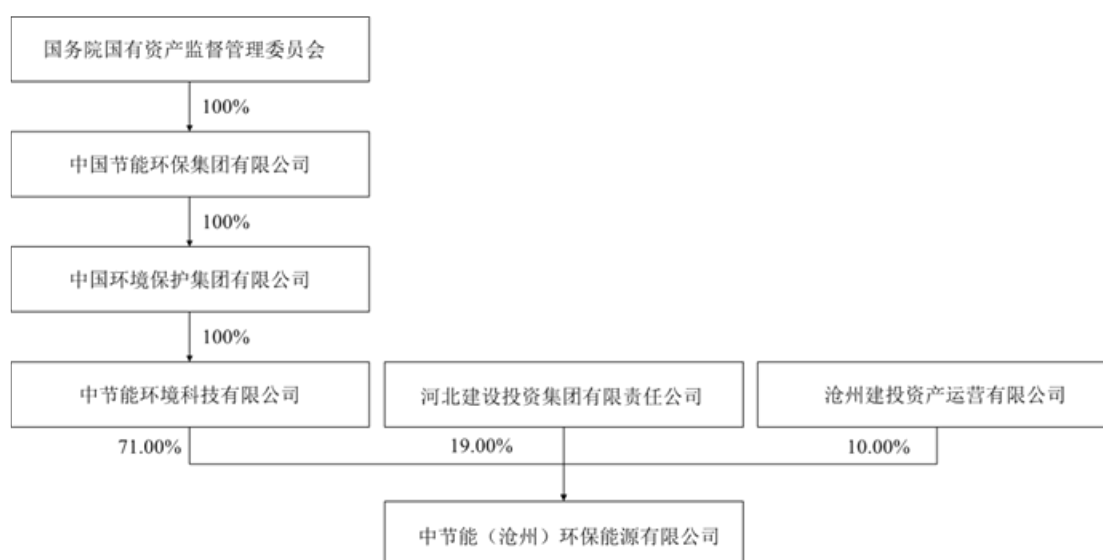 国务院国有资产监督管理委员会
100%
中国节能环保集团有限公司
100%
中国环境保护集团有限公司
100%
中节能环境科技有限公司
河北建设投资集团有限责任公司
沧州建投资产运营有限公司
71.00%
19.00%
10.00%
中节能（沧州）环保能源有限公司